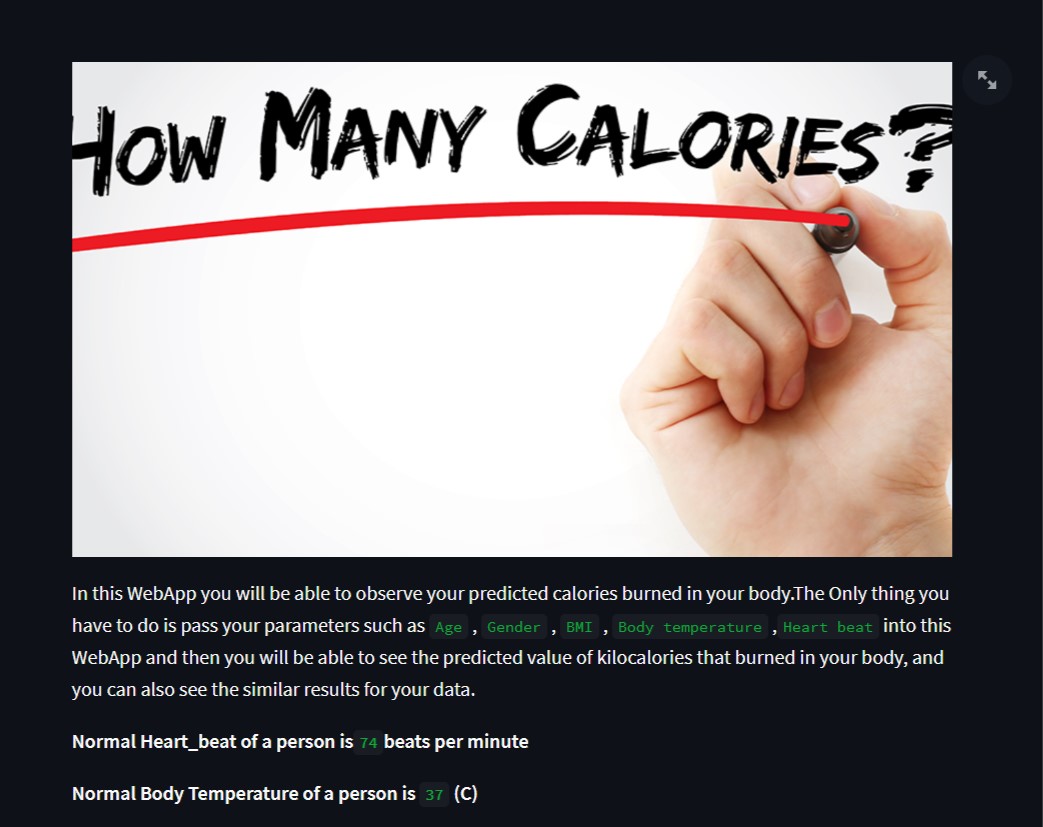 HOW MANY CALORIES?
In this WebApp you will be able to observe your predicted calories burned in your body.The Only thing you
have to do is pass your parameters such as Age , Gender , BMI , Body temperature ,Heart beat into this
WebApp and then you will be able to see the predicted value of kilocalories that burned in your body, and
you can also see the similar results for your data.
Normal Heart_beat of a person is 74 beats per minute
Normal Body Temperature of a person is 37 (C)